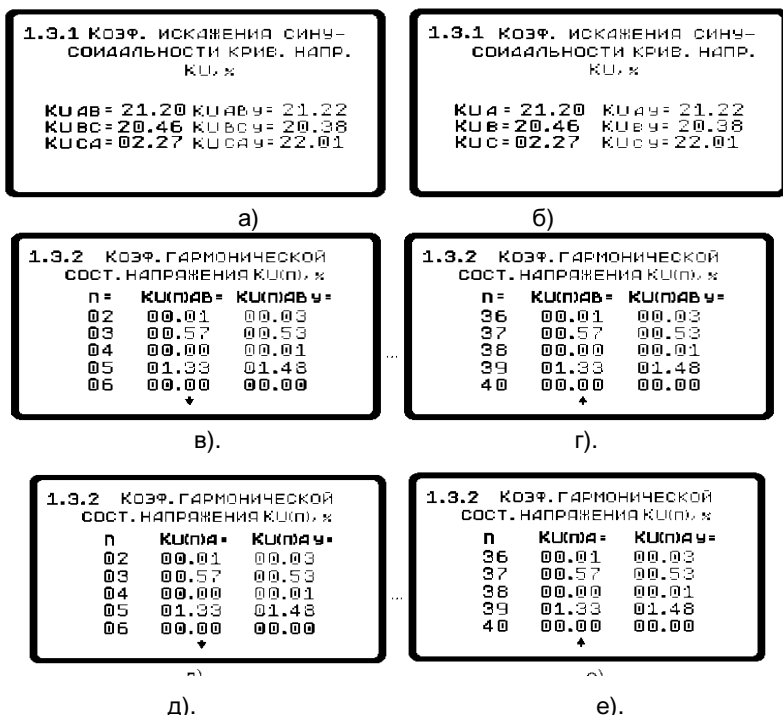 1.3.1 Коэф. искажения сину-
соидальности крив. напр.
KU, %
KUAB= 21.20 KUABy= 21.22
KUBC=20.46 KUBCy= 20.38
KUCA=02.27 KUCAy= 22.01
а)
1.3.1 Коэф. искажения сину-
соидальности крив. напр.
KU, %
KUA= 21.20 KUAy= 21.22
KUB=20.46 KUBy= 20.38
KUC=02.27 KUCy=22.01
б)
1.3.2 Коэф.гармонической
сост.напряжения KU(n), %
n= KU(n)AB= KU(n)ABy=
02 00.01 00.03
03 00.57 00.53
04 00.00 00.01
05 01.33 01.48
06 00.00 00.00
в).
...
1.3.2 Коэф.гармонической
сост.напряжения KU(n), %
n= KU(n)AB= KU(n)ABy=
36 00.01 00.03
37 00.57 00.53
38 00.00 00.01
39 01.33 01.48
40 00.00 00.00
г).
1.3.2 Коэф.гармонической
сост.напряжения KU(n), %
n KU(n)A= KU(n)Ay=
02 00.01 00.03
03 00.57 00.53
04 00.00 00.01
05 01.33 01.48
06 00.00 00.00
д).
...
1.3.2 Коэф.гармонической
сост.напряжения KU(n), %
n= KU(n)A= KU(n)Ay=
36 00.01 00.03
37 00.57 00.53
38 00.00 00.01
39 01.33 01.48
40 00.00 00.00
е).